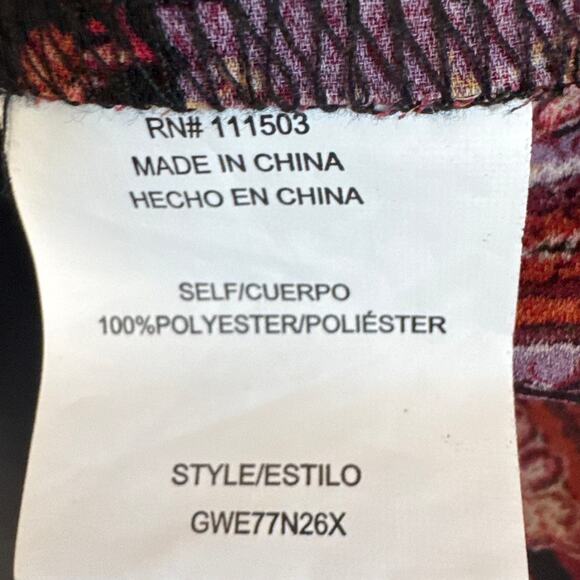 RN# 111503
MADE IN CHINA
HECHO EN CHINA
SELF/CUERPO
100%POLYESTER/POLIÉSTER
STYLE/ESTILO
GWE77N26X